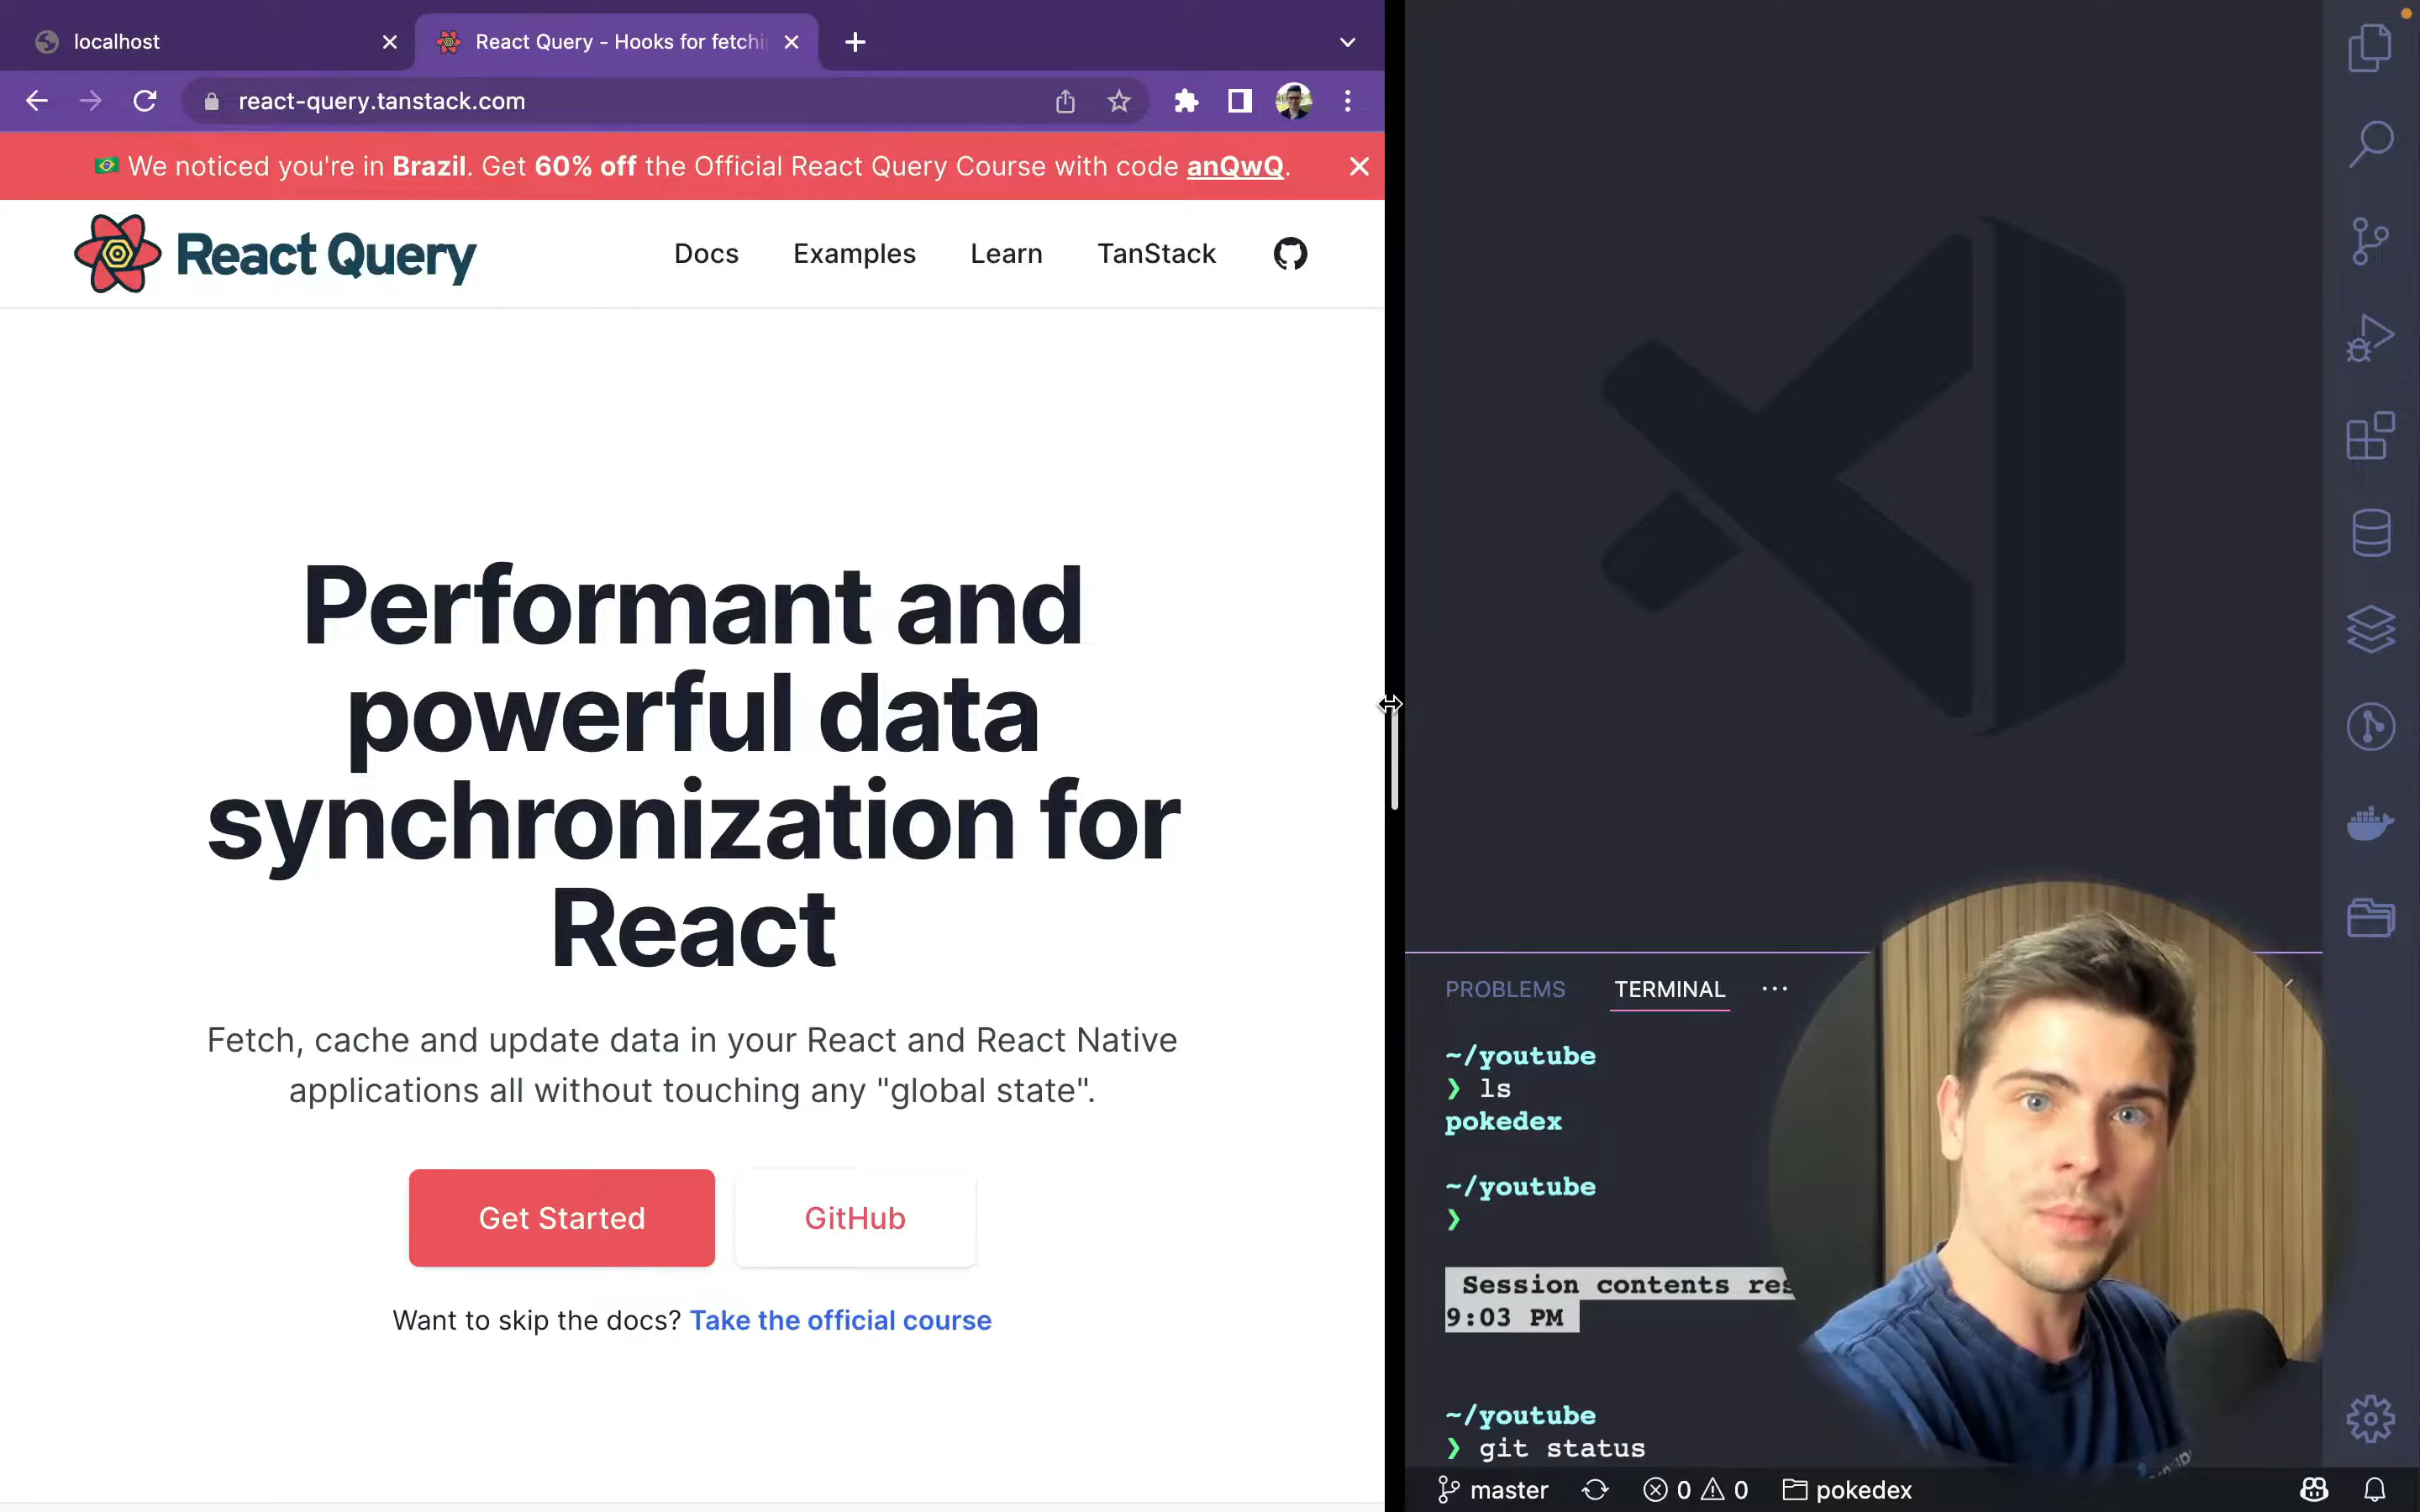 localhost
React Query - Hooks for fetchi
react-query.tanstack.com
🇧🇷 We noticed you're in Brazil. Get 60% off the Official React Query Course with code anQwQ.
React Query
Docs
Examples
Learn
TanStack
Performant and
powerful data
synchronization for
React
Fetch, cache and update data in your React and React Native
applications all without touching any "global state".
Get Started
GitHub
Want to skip the docs? Take the official course
PROBLEMS
TERMINAL
~/youtube
❯ ls
pokedex
~/youtube
❯
Session contents res
9:03 PM
~/youtube
❯ git status
master
0
0
pokedex